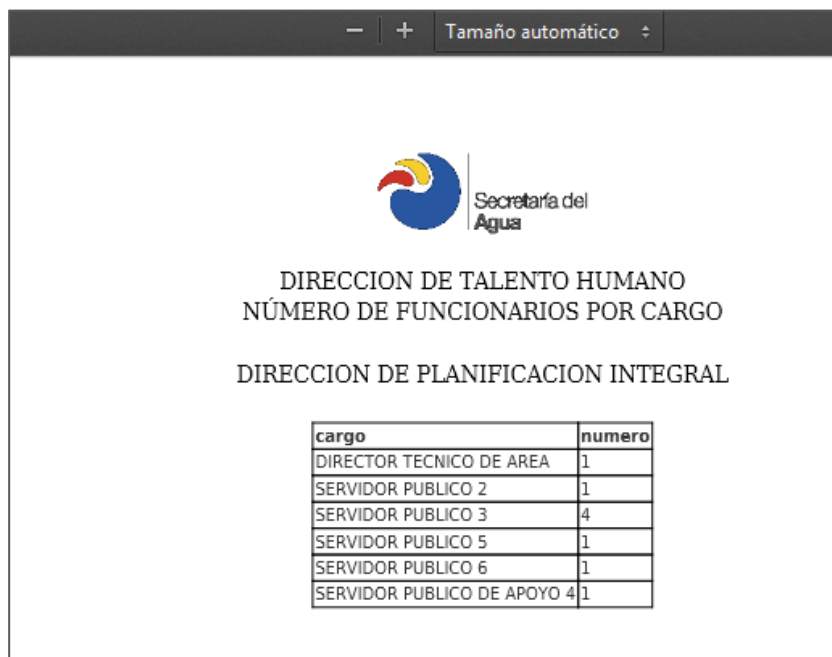 − + Tamaño automático
Secretaría del
Agua
DIRECCION DE TALENTO HUMANO
NÚMERO DE FUNCIONARIOS POR CARGO
DIRECCION DE PLANIFICACION INTEGRAL
cargo numero
DIRECTOR TECNICO DE AREA 1
SERVIDOR PUBLICO 2 1
SERVIDOR PUBLICO 3 4
SERVIDOR PUBLICO 5 1
SERVIDOR PUBLICO 6 1
SERVIDOR PUBLICO DE APOYO 4 1